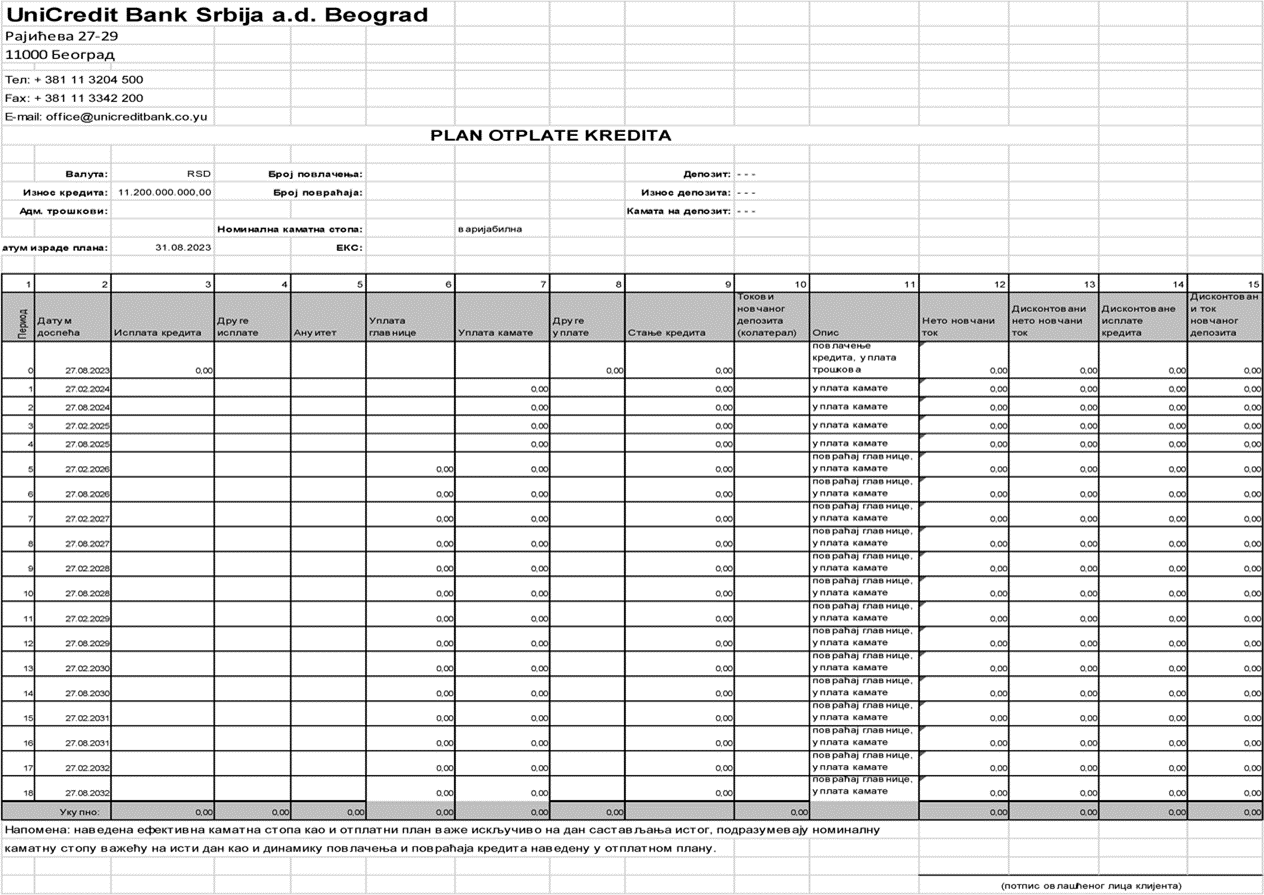 UniCredit Bank Srbija a.d. Beograd
Рајићева 27-29
11000 Београд
Тел: + 381 11 3204 500
Fax: + 381 11 3342 200
E-mail: office@unicreditbank.co.yu
PLAN OTPLATE KREDITA
Валута: RSD Број повлачења: Депозит: - - -
Износ кредита: 11.200.000.000,00 Број повраћаја: Износ депозита: - - -
Адм. трошкови: Камата на депозит: - - -
Номинална каматна стопа: варијабилна
атум израде плана: 31.08.2023 ЕКС:
1 2 3 4 5 6 7 8 9 10 11 12 13 14 15
Период Датум доспећа Исплата кредита Друге исплате Ануитет Уплата главнице Уплата камате Друге уплате Стање кредита Токови новчаног депозита (колатерал) Опис Нето новчани ток Дисконтовани нето новчани ток Дисконтоване исплате кредита Дисконтован и ток новчаног депозита
0 27.08.2023 0,00 0,00 0,00 повлачење кредита, уплата трошкова 0,00 0,00 0,00 0,00
1 27.02.2024 0,00 0,00 уплата камате 0,00 0,00 0,00 0,00
2 27.08.2024 0,00 0,00 уплата камате 0,00 0,00 0,00 0,00
3 27.02.2025 0,00 0,00 уплата камате 0,00 0,00 0,00 0,00
4 27.08.2025 0,00 0,00 уплата камате 0,00 0,00 0,00 0,00
5 27.02.2026 0,00 0,00 0,00 повраћај главнице, уплата камате 0,00 0,00 0,00 0,00
6 27.08.2026 0,00 0,00 0,00 повраћај главнице, уплата камате 0,00 0,00 0,00 0,00
7 27.02.2027 0,00 0,00 0,00 повраћај главнице, уплата камате 0,00 0,00 0,00 0,00
8 27.08.2027 0,00 0,00 0,00 повраћај главнице, уплата камате 0,00 0,00 0,00 0,00
9 27.02.2028 0,00 0,00 0,00 повраћај главнице, уплата камате 0,00 0,00 0,00 0,00
10 27.08.2028 0,00 0,00 0,00 повраћај главнице, уплата камате 0,00 0,00 0,00 0,00
11 27.02.2029 0,00 0,00 0,00 повраћај главнице, уплата камате 0,00 0,00 0,00 0,00
12 27.08.2029 0,00 0,00 0,00 повраћај главнице, уплата камате 0,00 0,00 0,00 0,00
13 27.02.2030 0,00 0,00 0,00 повраћај главнице, уплата камате 0,00 0,00 0,00 0,00
14 27.08.2030 0,00 0,00 0,00 повраћај главнице, уплата камате 0,00 0,00 0,00 0,00
15 27.02.2031 0,00 0,00 0,00 повраћај главнице, уплата камате 0,00 0,00 0,00 0,00
16 27.08.2031 0,00 0,00 0,00 повраћај главнице, уплата камате 0,00 0,00 0,00 0,00
17 27.02.2032 0,00 0,00 0,00 повраћај главнице, уплата камате 0,00 0,00 0,00 0,00
18 27.08.2032 0,00 0,00 0,00 повраћај главнице, уплата камате 0,00 0,00 0,00 0,00
Укупно: 0,00 0,00 0,00 0,00 0,00 0,00 0,00 0,00 0,00 0,00 0,00
Напомена: наведена ефективна каматна стопа као и отплатни план важе искључиво на дан састављања истог, подразумевају номиналну
каматну стопу важећу на исти дан као и динамику повлачења и повраћаја кредита наведену у отплатном плану.
(потпис овлашћеног лица клијента)